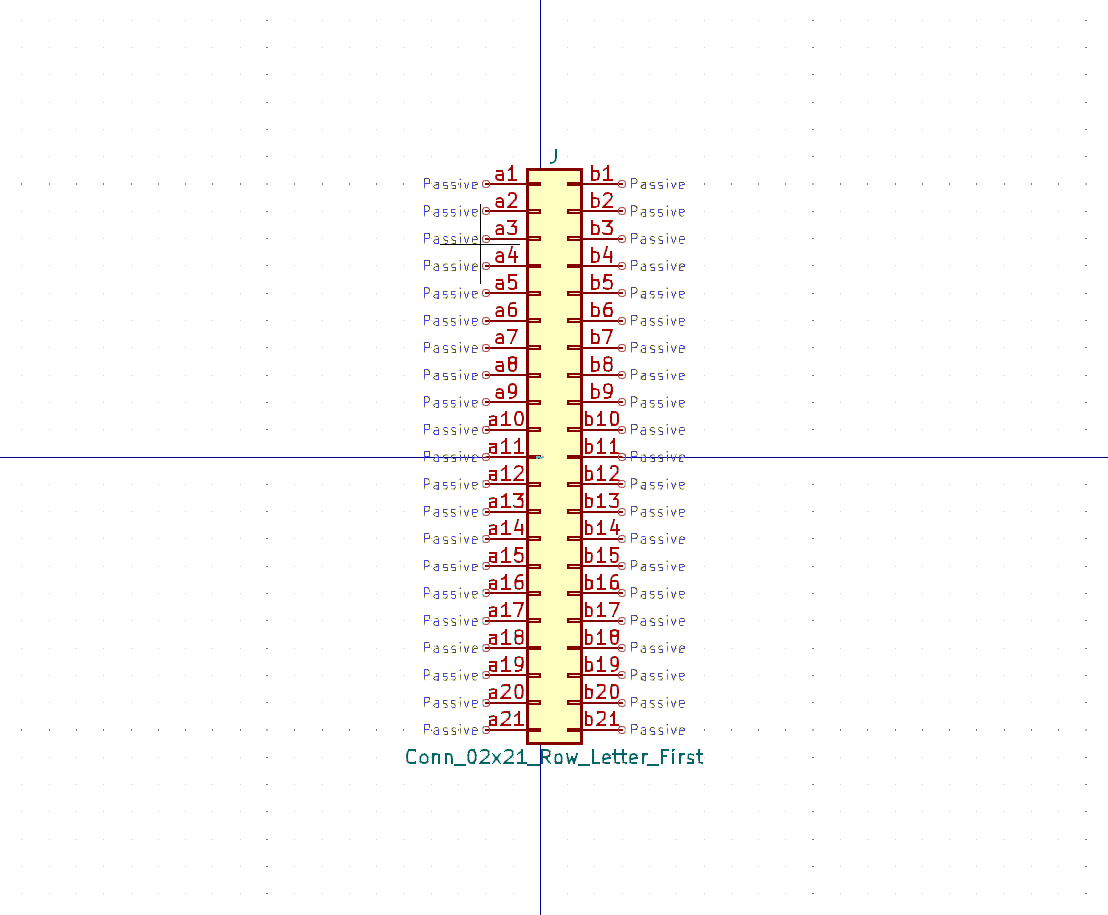 J
Passive a1 b1 Passive
Passive a2 b2 Passive
Passive a3 b3 Passive
Passive a4 b4 Passive
Passive a5 b5 Passive
Passive a6 b6 Passive
Passive a7 b7 Passive
Passive a8 b8 Passive
Passive a9 b9 Passive
Passive a10 b10 Passive
Passive a11 b11 Passive
Passive a12 b12 Passive
Passive a13 b13 Passive
Passive a14 b14 Passive
Passive a15 b15 Passive
Passive a16 b16 Passive
Passive a17 b17 Passive
Passive a18 b18 Passive
Passive a19 b19 Passive
Passive a20 b20 Passive
Passive a21 b21 Passive
Conn_02x21_Row_Letter_First